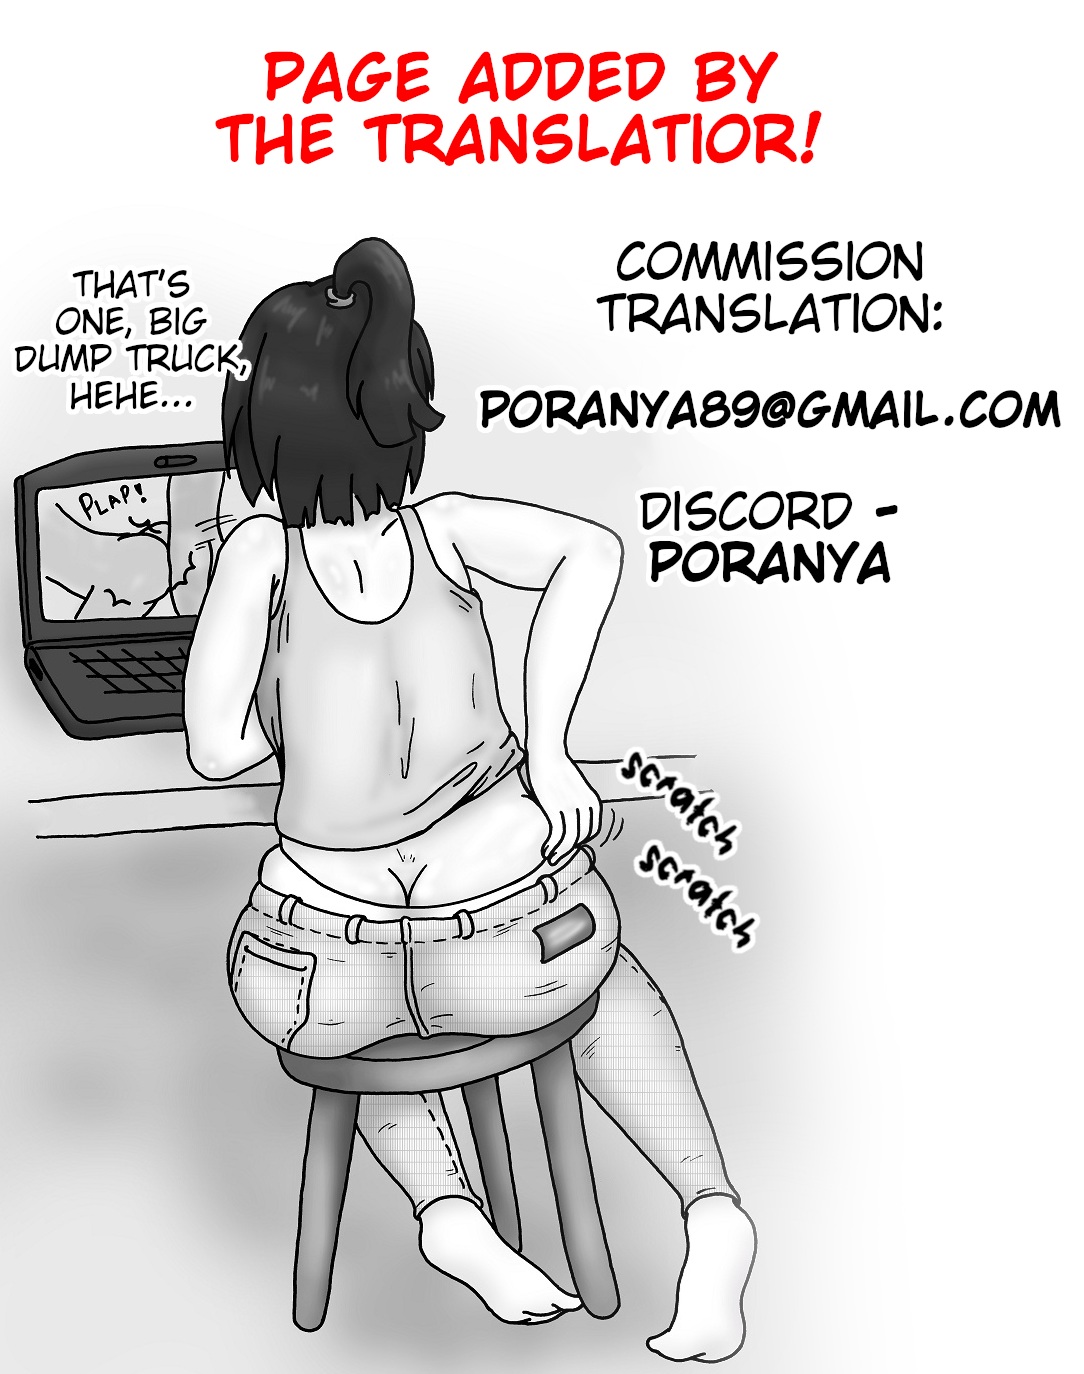 PAGE ADDED BY
THE TRANSLATIOR!
COMMISSION
TRANSLATION:
PORANYA89@GMAIL.COM
DISCORD -
PORANYA
THAT'S
ONE, BIG
DUMP TRUCK,
HEHE...
PLAP!
scratch
scratch